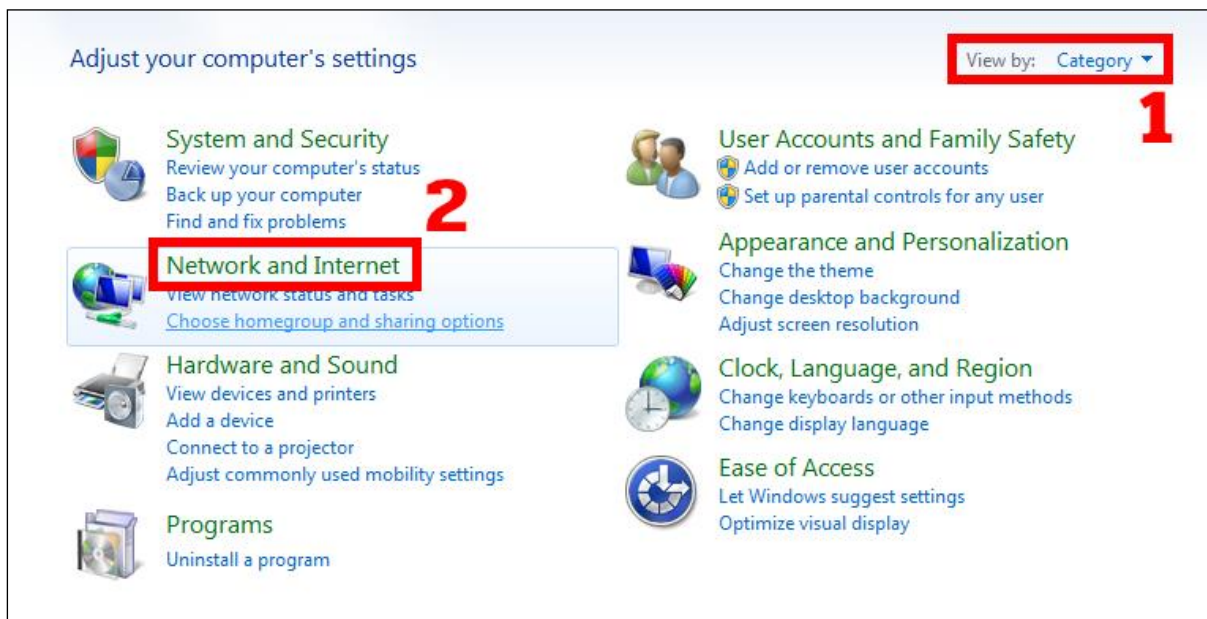 Adjust your computer's settings
View by: Category
1
System and Security
Review your computer's status
Back up your computer
Find and fix problems
2
Network and Internet
View network status and tasks
Choose homegroup and sharing options
Hardware and Sound
View devices and printers
Add a device
Connect to a projector
Adjust commonly used mobility settings
Programs
Uninstall a program
User Accounts and Family Safety
Add or remove user accounts
Set up parental controls for any user
Appearance and Personalization
Change the theme
Change desktop background
Adjust screen resolution
Clock, Language, and Region
Change keyboards or other input methods
Change display language
Ease of Access
Let Windows suggest settings
Optimize visual display